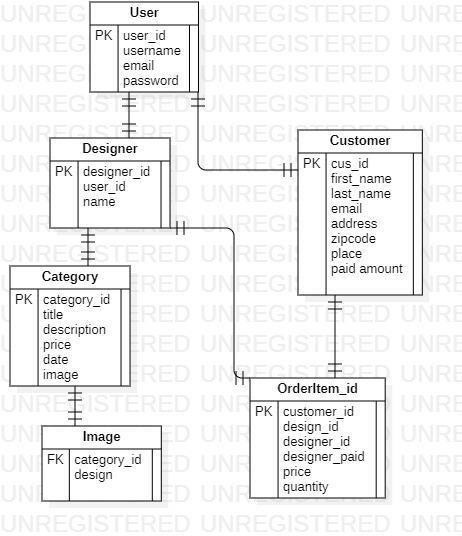 User
PK
user_id
username
email
password
Designer
PK
designer_id
user_id
name
Customer
PK
cus_id
first_name
last_name
email
address
zipcode
place
paid amount
Category
PK
category_id
title
description
price
date
image
OrderItem_id
PK
customer_id
design_id
designer_id
designer_paid
price
quantity
Image
FK
category_id
design
UNREGISTERED